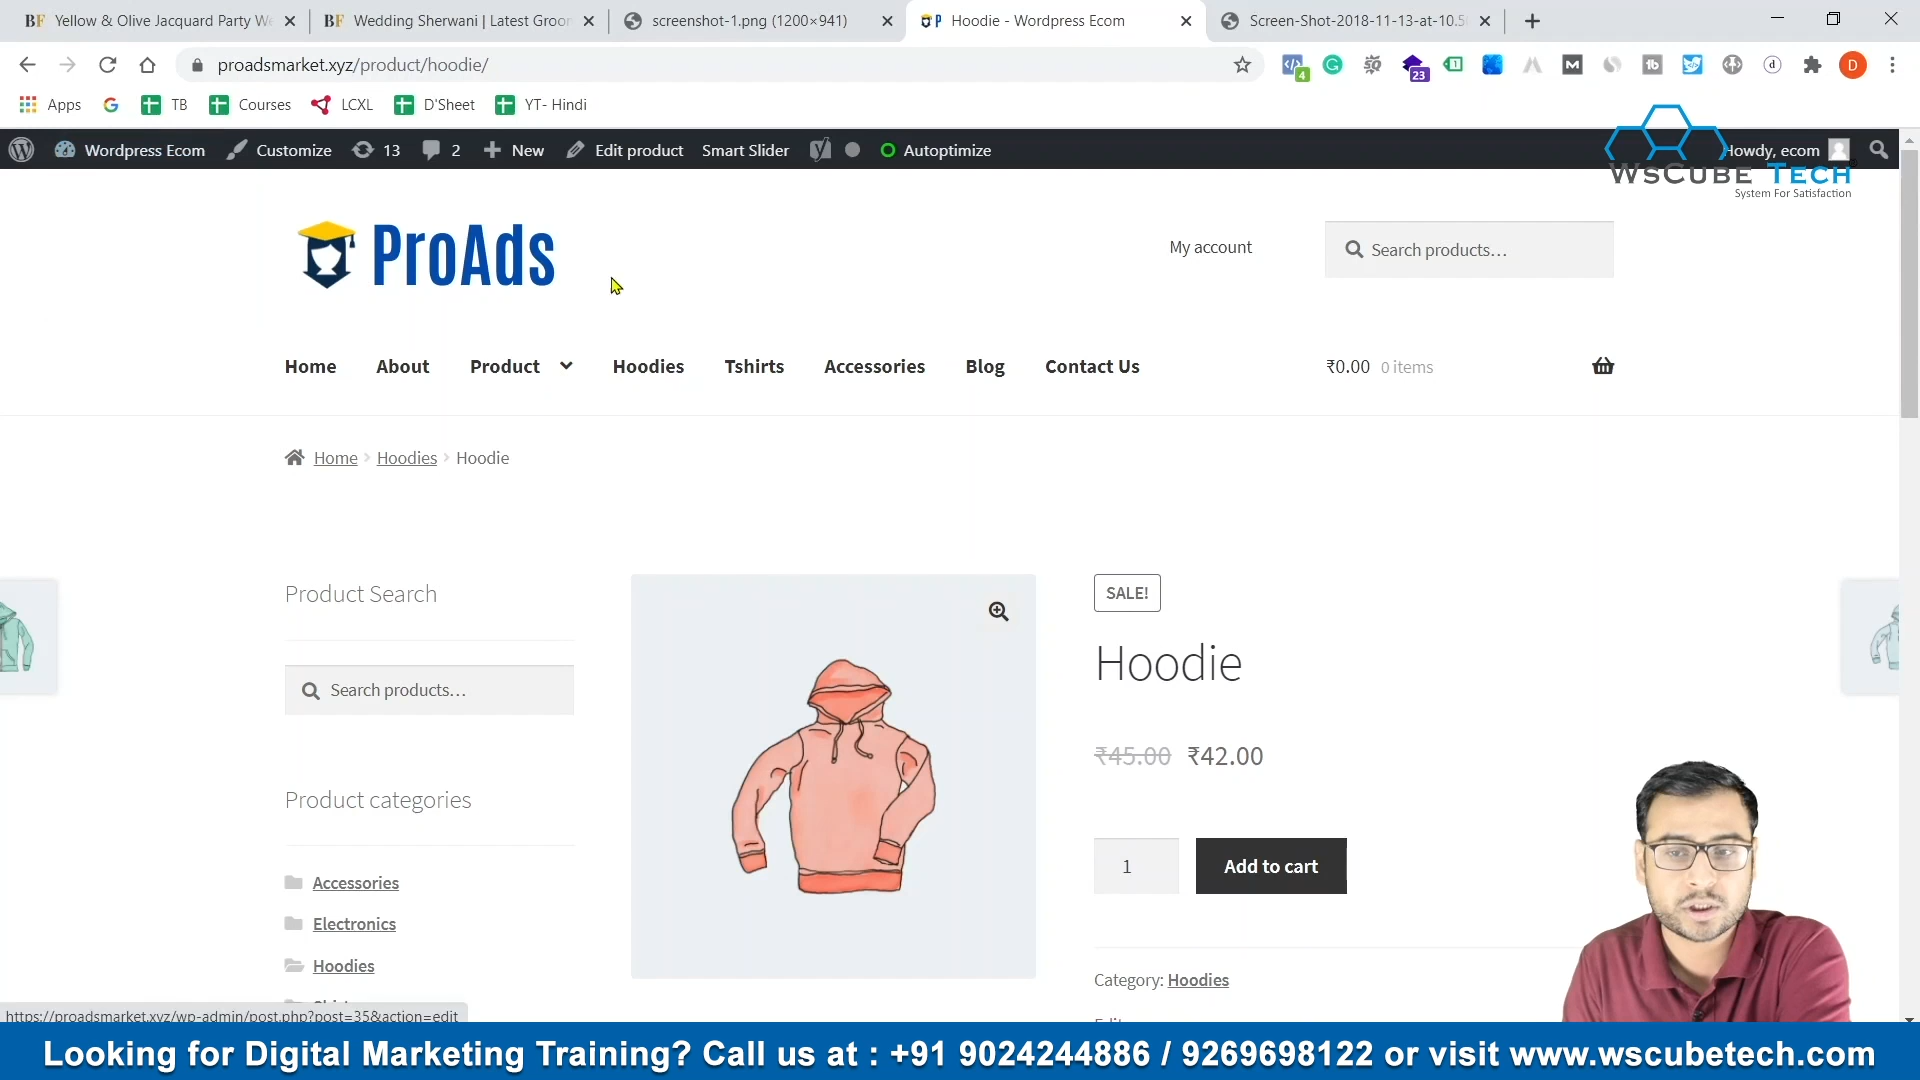 BF Yellow & Olive Jacquard Party We
BF Wedding Sherwani | Latest Groom
screenshot-1.png (1200×941)
Hoodie - Wordpress Ecom
Screen-Shot-2018-11-13-at-10.5
proadsmarket.xyz/product/hoodie/
4
23
D
Apps
TB
Courses
LCXL
D'Sheet
YT- Hindi
Wordpress Ecom
Customize
13
2
New
Edit product
Smart Slider
Autoptimize
Howdy, ecom
WsCube Tech
System For Satisfaction
ProAds
My account
Search products…
Home
About
Product
Hoodies
Tshirts
Accessories
Blog
Contact Us
₹0.00 0 items
Home > Hoodies > Hoodie
Product Search
Search products…
Product categories
Accessories
Electronics
Hoodies
SALE!
Hoodie
₹45.00 ₹42.00
1
Add to cart
Category: Hoodies
https://proadsmarket.xyz/wp-admin/post.php?post=35&action=edit
Looking for Digital Marketing Training? Call us at : +91 9024244886 / 9269698122 or visit www.wscubetech.com